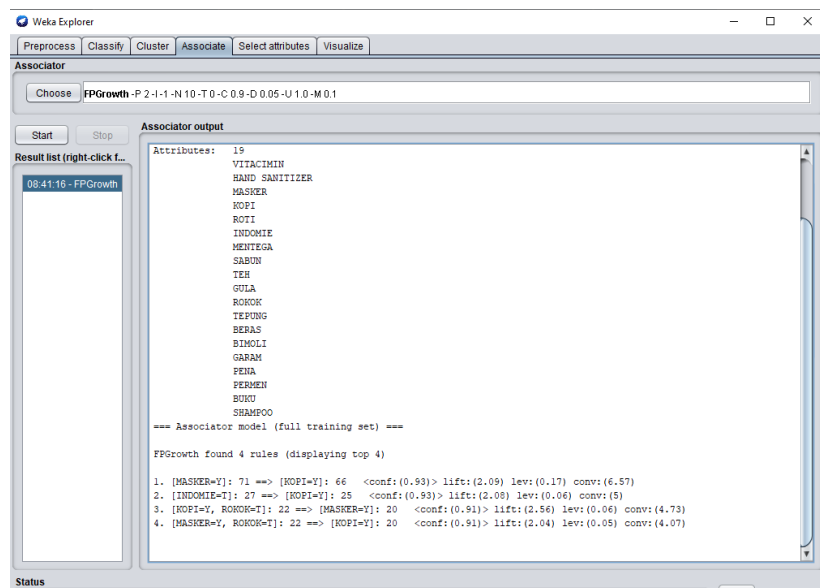 Weka Explorer
Preprocess Classify Cluster Associate Select attributes Visualize
Associator
Choose FPGrowth -P 2 -I -1 -N 10 -T 0 -C 0.9 -D 0.05 -U 1.0 -M 0.1
Start Stop
Associator output
Result list (right-click f...
08:41:16 - FPGrowth
Attributes: 19
VITACIMIN
HAND SANITIZER
MASKER
KOPI
ROTI
INDOMIE
MENTEGA
SABUN
TEH
GULA
ROKOK
TEPUNG
BERAS
BIMOLI
GARAM
PENA
PERMEN
BUKU
SHAMPOO
=== Associator model (full training set) ===
FPGrowth found 4 rules (displaying top 4)
1. [MASKER=Y]: 71 ==> [KOPI=Y]: 66 <conf:(0.93)> lift:(2.09) lev:(0.17) conv:(6.57)
2. [INDOMIE=T]: 27 ==> [KOPI=Y]: 25 <conf:(0.93)> lift:(2.08) lev:(0.06) conv:(5)
3. [KOPI=Y, ROKOK=T]: 22 ==> [MASKER=Y]: 20 <conf:(0.91)> lift:(2.56) lev:(0.06) conv:(4.73)
4. [MASKER=Y, ROKOK=T]: 22 ==> [KOPI=Y]: 20 <conf:(0.91)> lift:(2.04) lev:(0.05) conv:(4.07)
Status